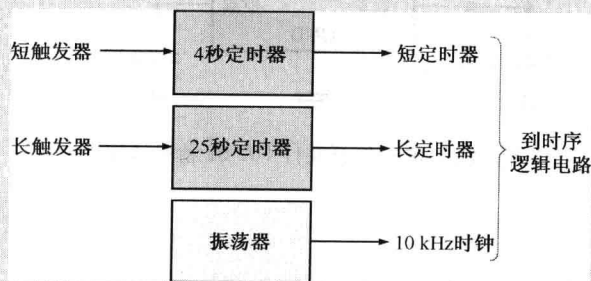 短触发器
4秒定时器
短定时器
长触发器
25秒定时器
长定时器
到时序
逻辑电路
振荡器
10 kHz时钟